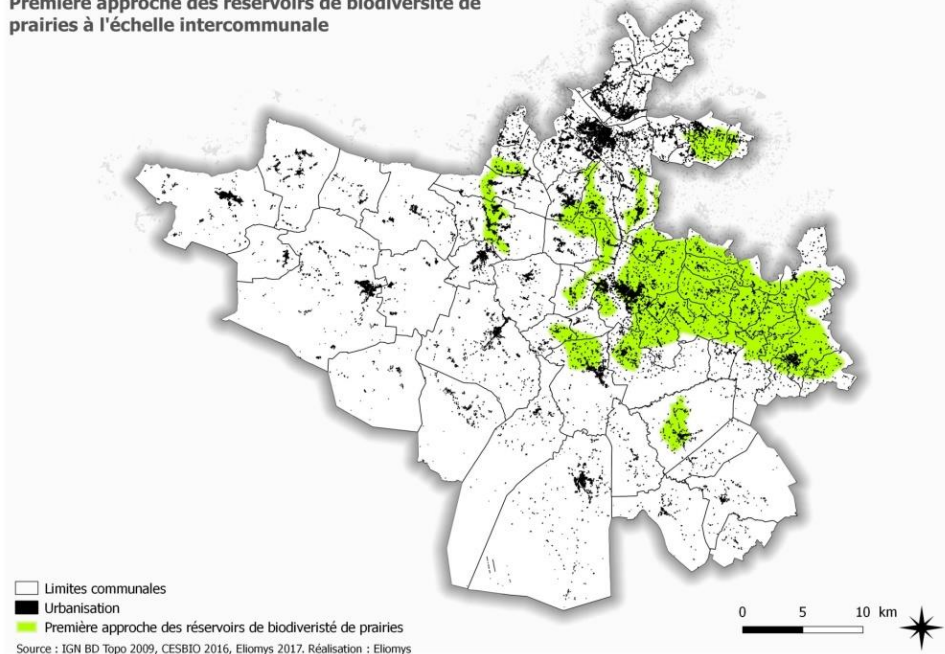 Première approche des réservoirs de biodiversité de
prairies à l'échelle intercommunale
Limites communales
Urbanisation
Première approche des réservoirs de biodiveristé de prairies
Source : IGN BD Topo 2009, CESBIO 2016, Eliomys 2017. Réalisation : Eliomys
0 5 10 km